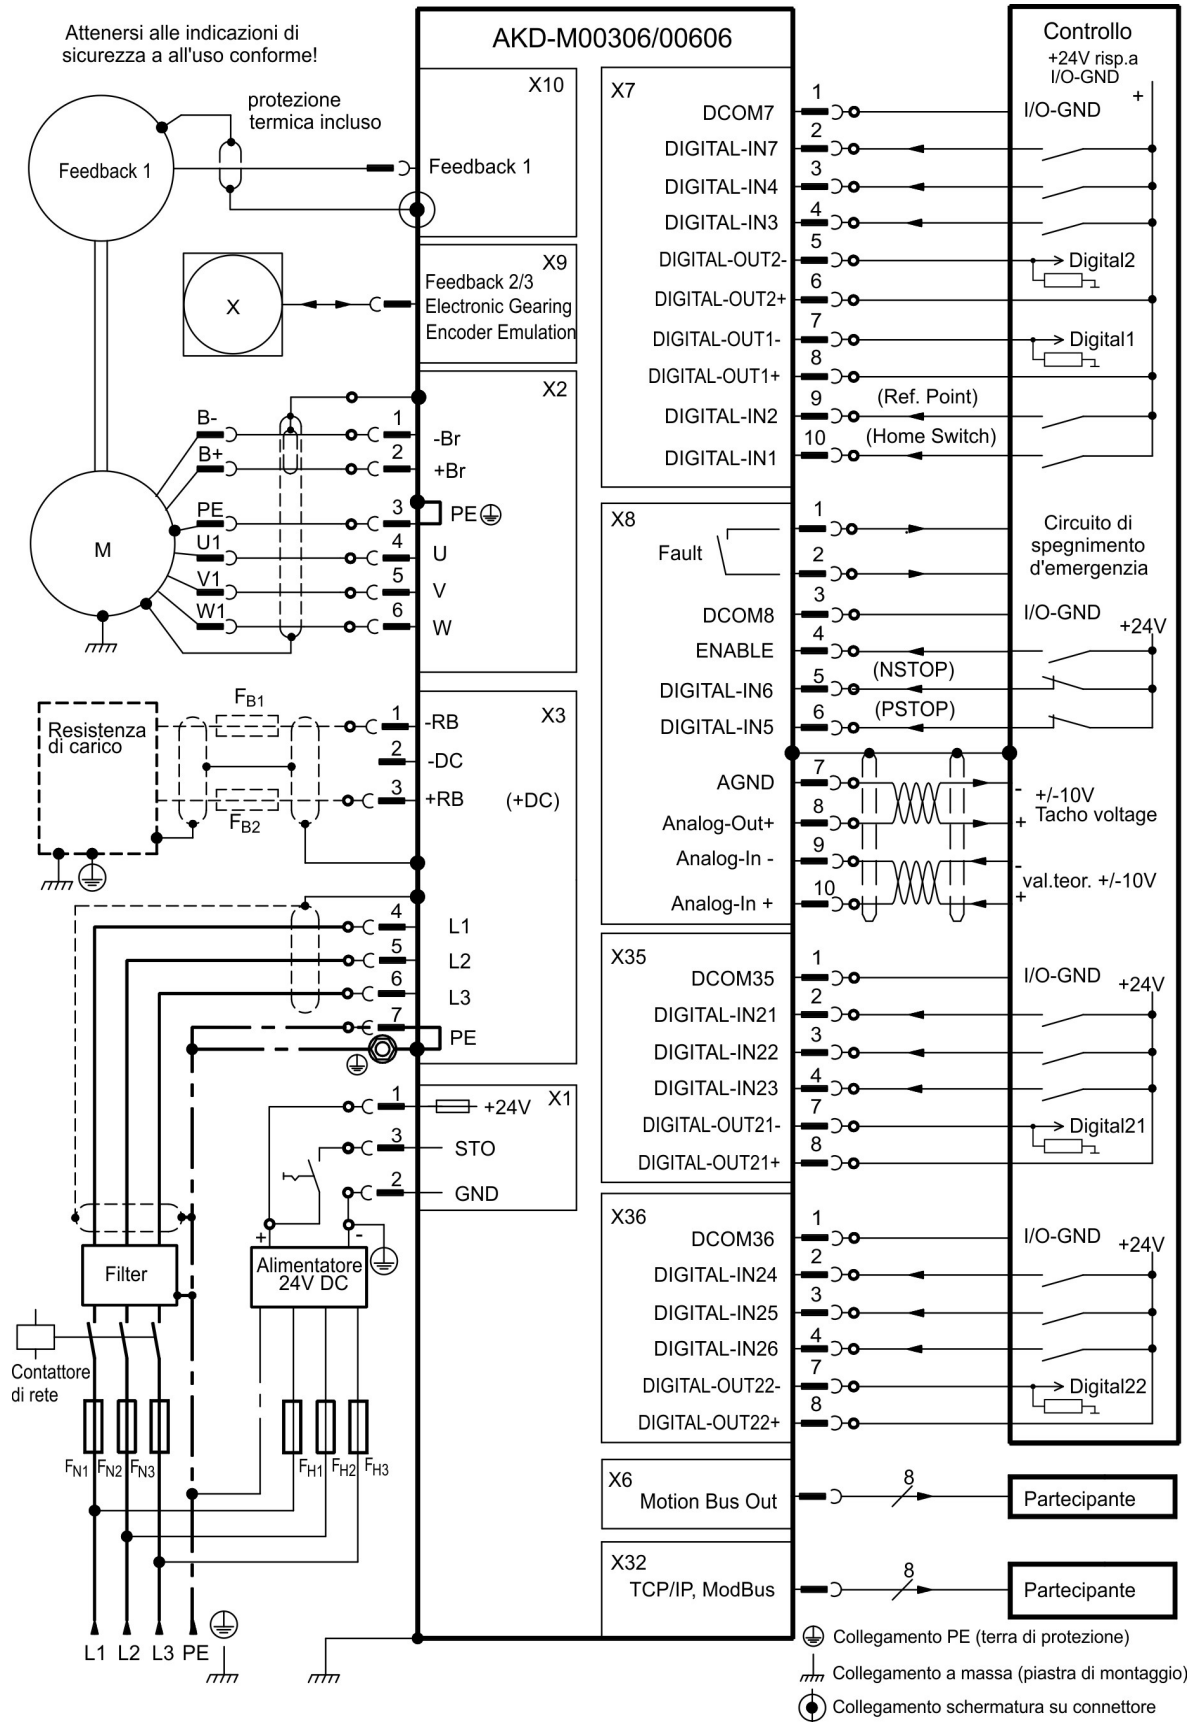 Attenersi alle indicazioni di
sicurezza a all'uso conforme!
AKD-M00306/00606
Controllo
+24V risp.a
I/O-GND
+
protezione
termica incluso
Feedback 1
X10
Feedback 1
X
X9
Feedback 2/3
Electronic Gearing
Encoder Emulation
X2
B-
1
-Br
B+
2
+Br
PE
3
PE
U1
4
U
V1
5
V
W1
6
W
M
X3
Resistenza
di carico
FB1
1
-RB
2
-DC
3
+RB
(+DC)
FB2
4
L1
5
L2
6
L3
7
PE
X1
1
+24V
3
STO
2
GND
+
-
Alimentatore
24V DC
Filter
Contattore
di rete
FN1
FN2
FN3
FH1
FH2
FH3
L1
L2
L3
PE
X7
DCOM7
1
I/O-GND
DIGITAL-IN7
2
DIGITAL-IN4
3
DIGITAL-IN3
4
DIGITAL-OUT2-
5
Digital2
DIGITAL-OUT2+
6
DIGITAL-OUT1-
7
Digital1
DIGITAL-OUT1+
8
DIGITAL-IN2
9
(Ref. Point)
DIGITAL-IN1
10
(Home Switch)
X8
Fault
1
2
Circuito di
spegnimento
d'emergenzia
DCOM8
3
I/O-GND
+24V
ENABLE
4
DIGITAL-IN6
5
(NSTOP)
DIGITAL-IN5
6
(PSTOP)
AGND
7
-
+/-10V
Tacho voltage
Analog-Out+
8
+
Analog-In -
9
-
val.teor. +/-10V
Analog-In +
10
+
X35
DCOM35
1
I/O-GND
+24V
DIGITAL-IN21
2
DIGITAL-IN22
3
DIGITAL-IN23
4
DIGITAL-OUT21-
7
Digital21
DIGITAL-OUT21+
8
X36
DCOM36
1
I/O-GND
+24V
DIGITAL-IN24
2
DIGITAL-IN25
3
DIGITAL-IN26
4
DIGITAL-OUT22-
7
Digital22
DIGITAL-OUT22+
8
X6
Motion Bus Out
8
Partecipante
X32
TCP/IP, ModBus
8
Partecipante
Collegamento PE (terra di protezione)
Collegamento a massa (piastra di montaggio)
Collegamento schermatura su connettore